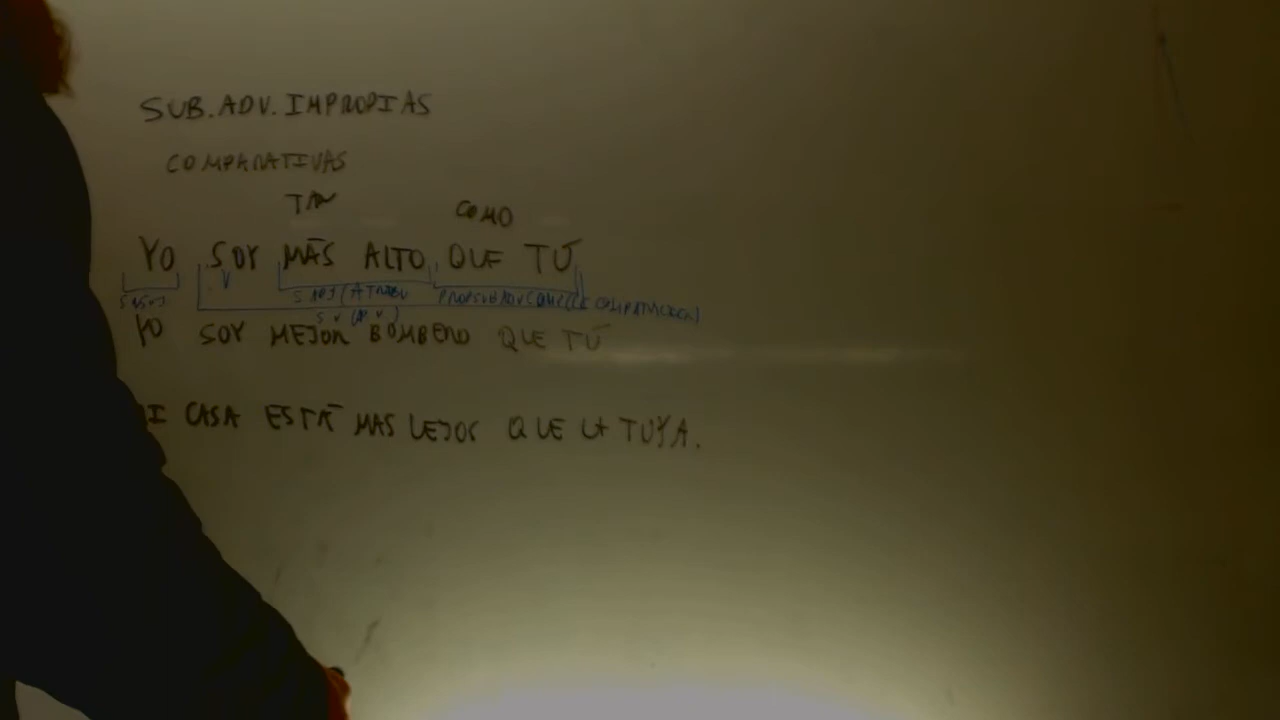 SUB. ADV. IMPROPIAS
COMPARATIVAS
TAN COMO
YO SOY MÁS ALTO QUE TÚ
V
YO SOY MEJOR BOMBERO QUE TÚ
CASA ESTÁ MAS LEJOS QUE LA TUYA.